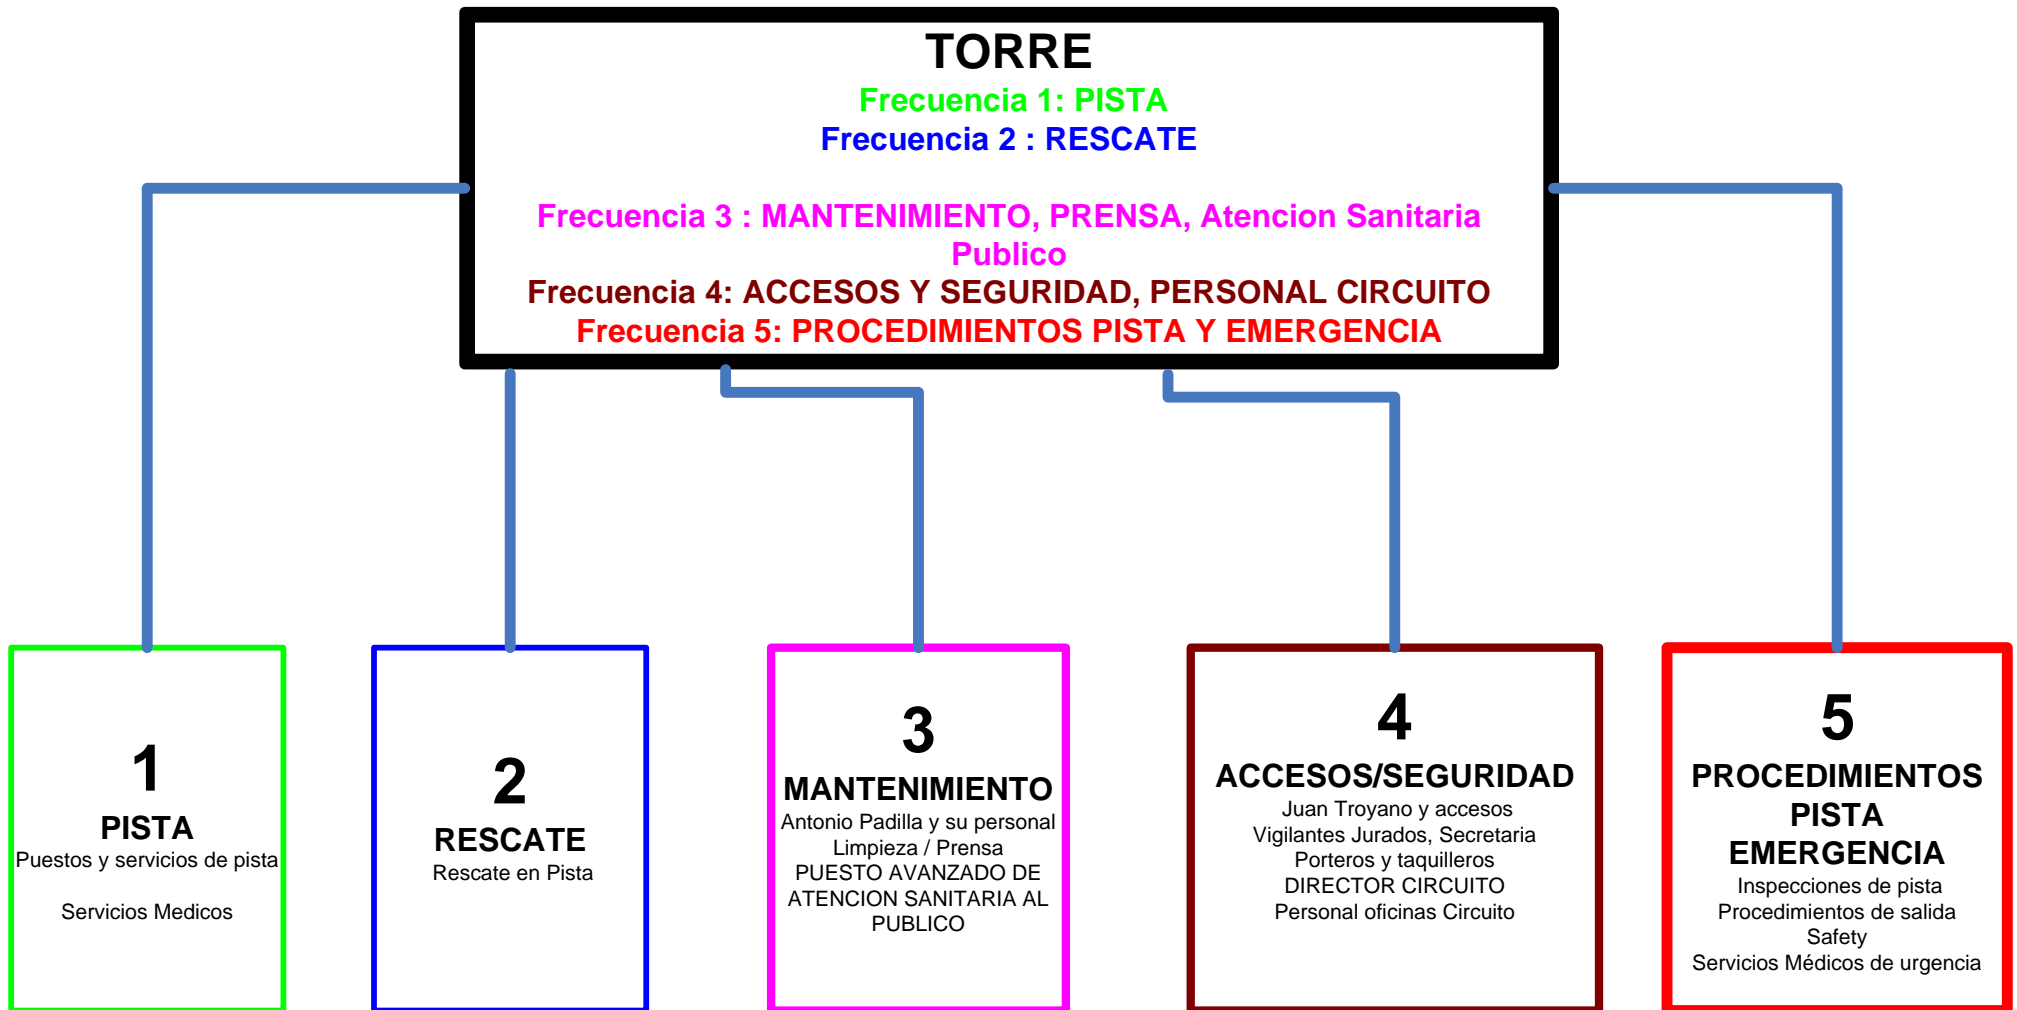 TORRE
Frecuencia 1: PISTA
Frecuencia 2 : RESCATE
Frecuencia 3 : MANTENIMIENTO, PRENSA, Atencion Sanitaria
Publico
Frecuencia 4: ACCESOS Y SEGURIDAD, PERSONAL CIRCUITO
Frecuencia 5: PROCEDIMIENTOS PISTA Y EMERGENCIA
1
PISTA
Puestos y servicios de pista
Servicios Medicos
2
RESCATE
Rescate en Pista
3
MANTENIMIENTO
Antonio Padilla y su personal
Limpieza / Prensa
PUESTO AVANZADO DE
ATENCION SANITARIA AL
PUBLICO
4
ACCESOS/SEGURIDAD
Juan Troyano y accesos
Vigilantes Jurados, Secretaria
Porteros y taquilleros
DIRECTOR CIRCUITO
Personal oficinas Circuito
5
PROCEDIMIENTOS
PISTA
EMERGENCIA
Inspecciones de pista
Procedimientos de salida
Safety
Servicios Médicos de urgencia